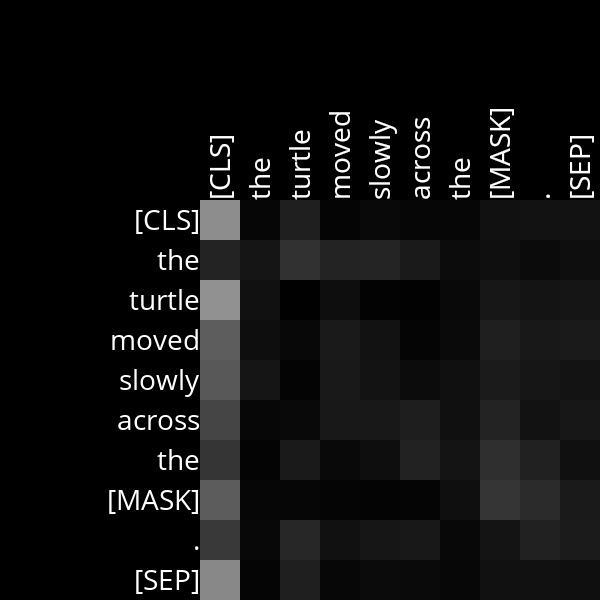 [CLS] the turtle moved slowly across the [MASK] . [SEP]
[CLS]
the
turtle
moved
slowly
across
the
[MASK]
.
[SEP]